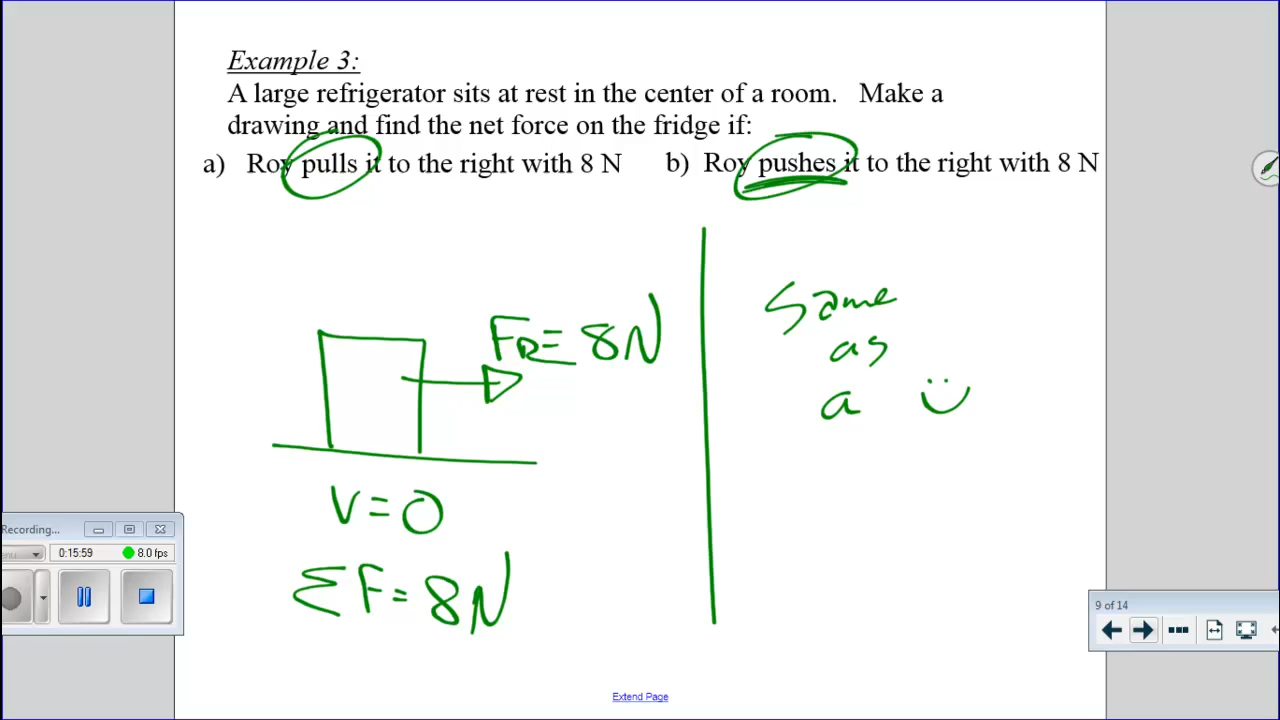 Example 3:
A large refrigerator sits at rest in the center of a room. Make a
drawing and find the net force on the fridge if:
a) Roy pulls it to the right with 8 N
b) Roy pushes it to the right with 8 N
FR = 8N
V = 0
ΣF = 8N
same
as
a
Recording...
0:15:59
8.0 fps
9 of 14
Extend Page